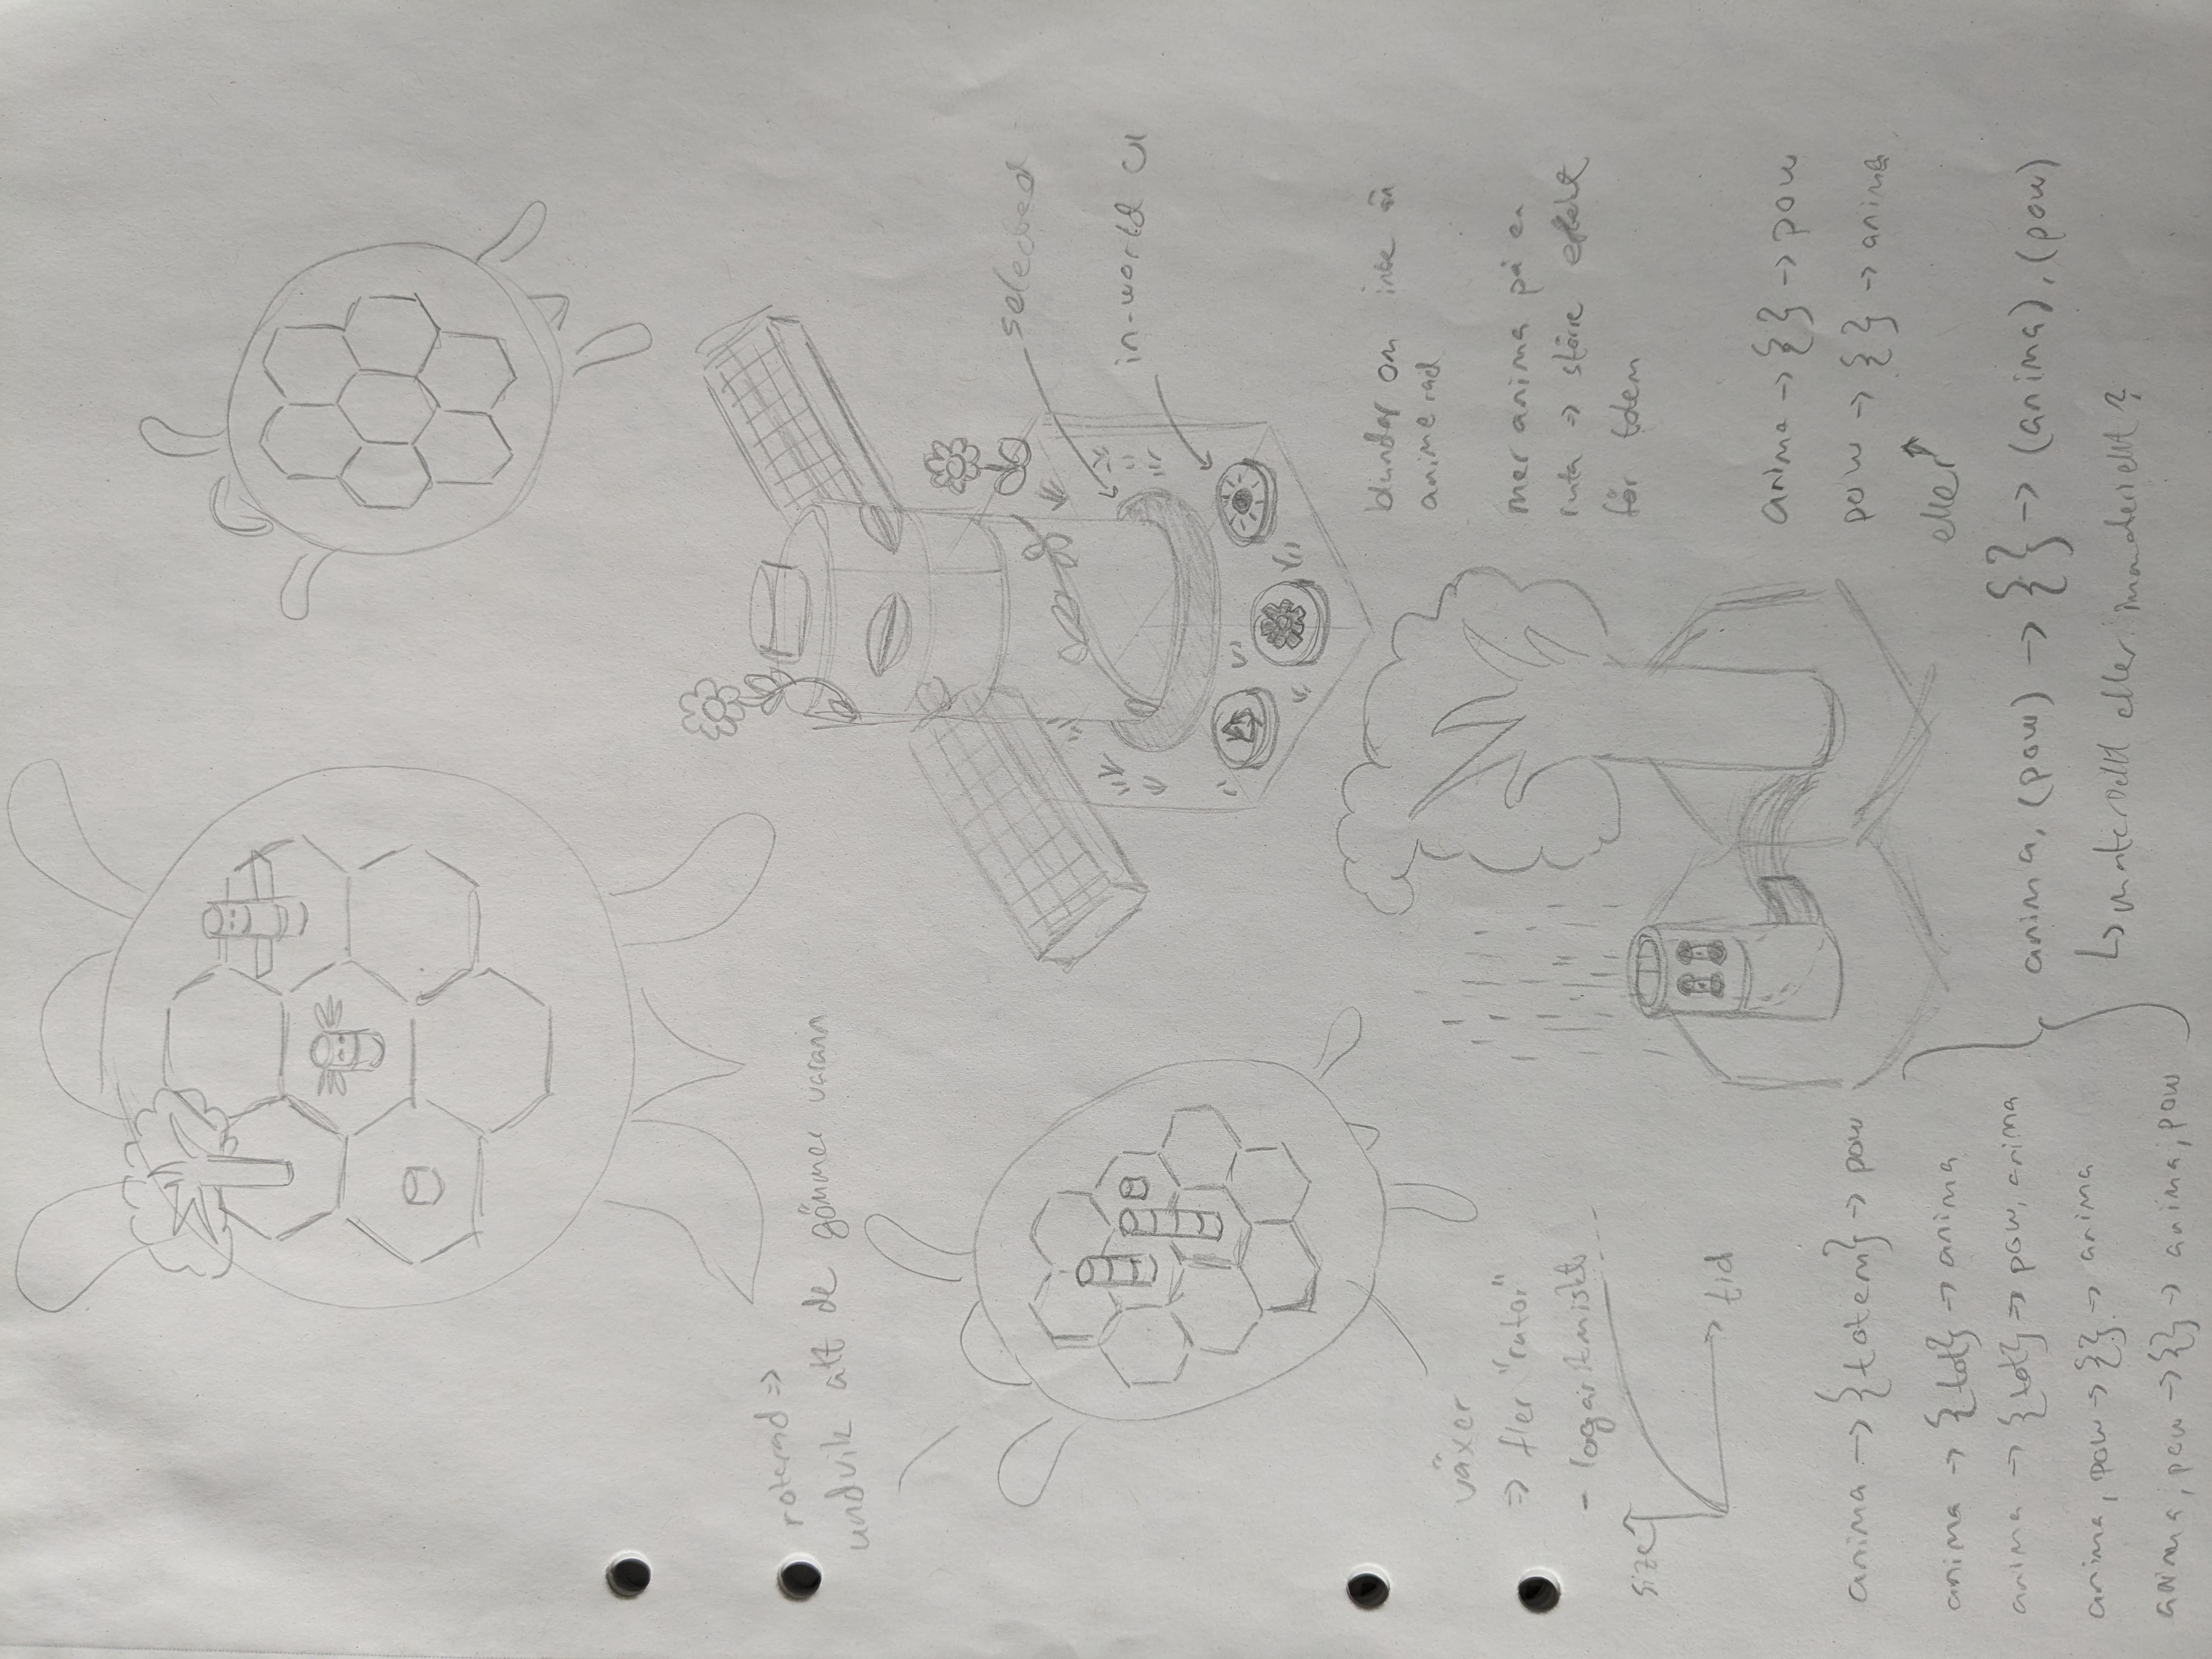 roterad =>
undvik att de gömmer varann
selected
in-world UI
blundar om inte än
animerad
växer
=> fler "rutor"
- logaritmiskt
size
tid
mer anima på en
ruta => större effekt
för totem
anima -> {totem} -> pow
anima -> {tot} -> anima
anima -> {tot} => pow, anima
anima, pow -> {} -> anima
anima, pow -> {} -> anima, pow
anima -> {} -> pow
pow -> {} -> anima
eller
anima, (pow) -> {} -> (anima), (pow)
↳ materiellt eller immateriellt?